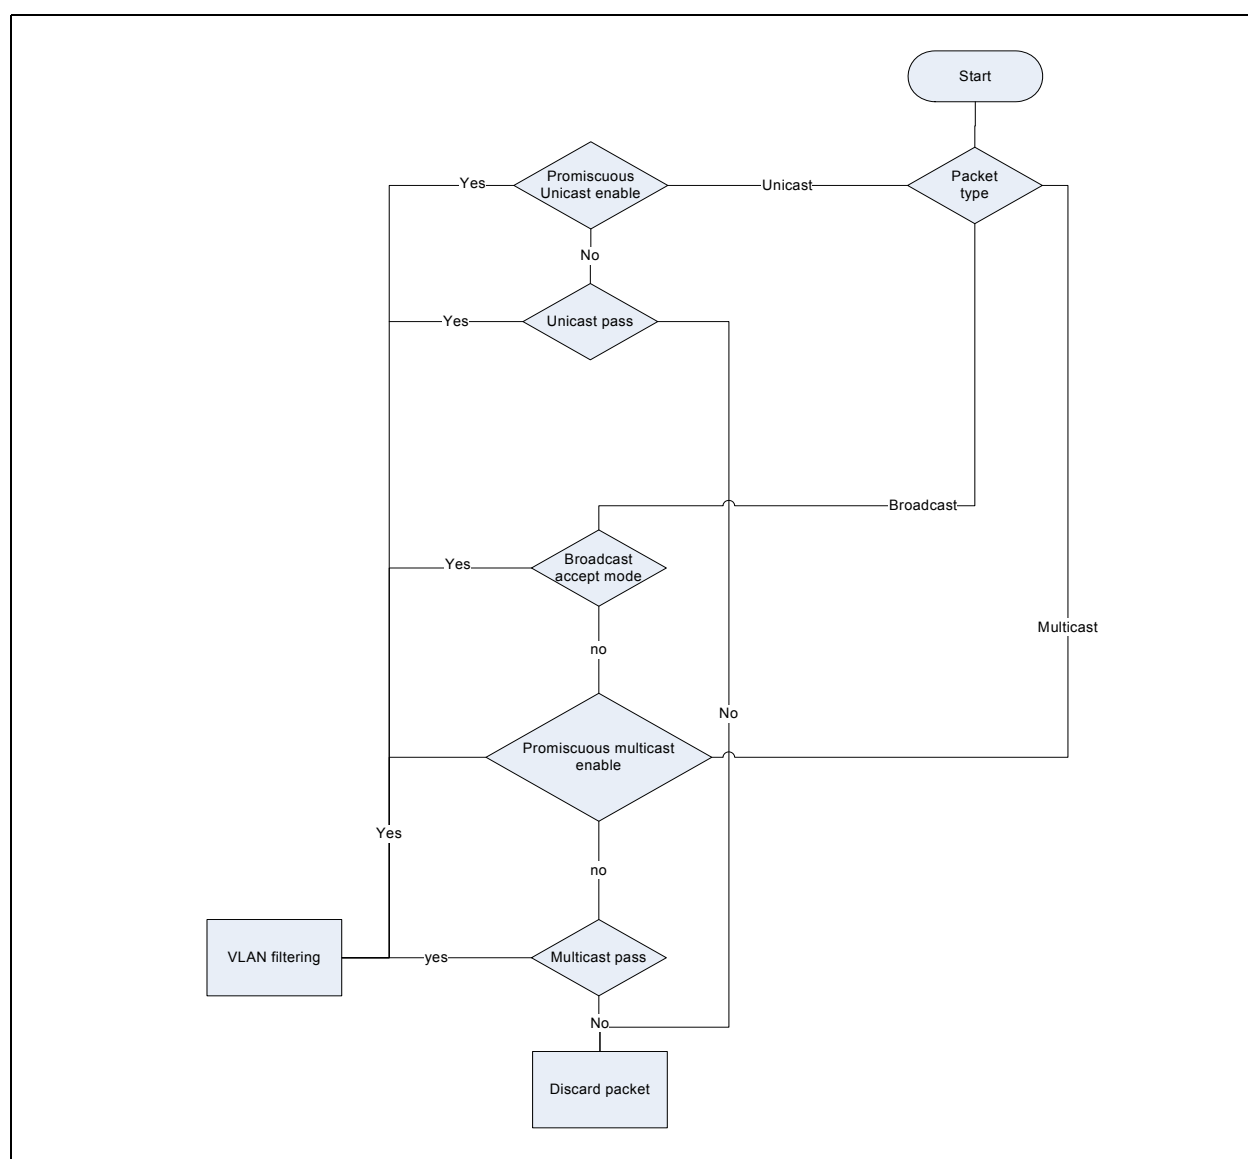 Start
Promiscuous
Unicast enable
Yes
Unicast
Packet
type
No
Yes
Unicast pass
Broadcast
Yes
Broadcast
accept mode
Multicast
no
No
Promiscuous multicast
enable
Yes
no
VLAN filtering
yes
Multicast pass
No
Discard packet